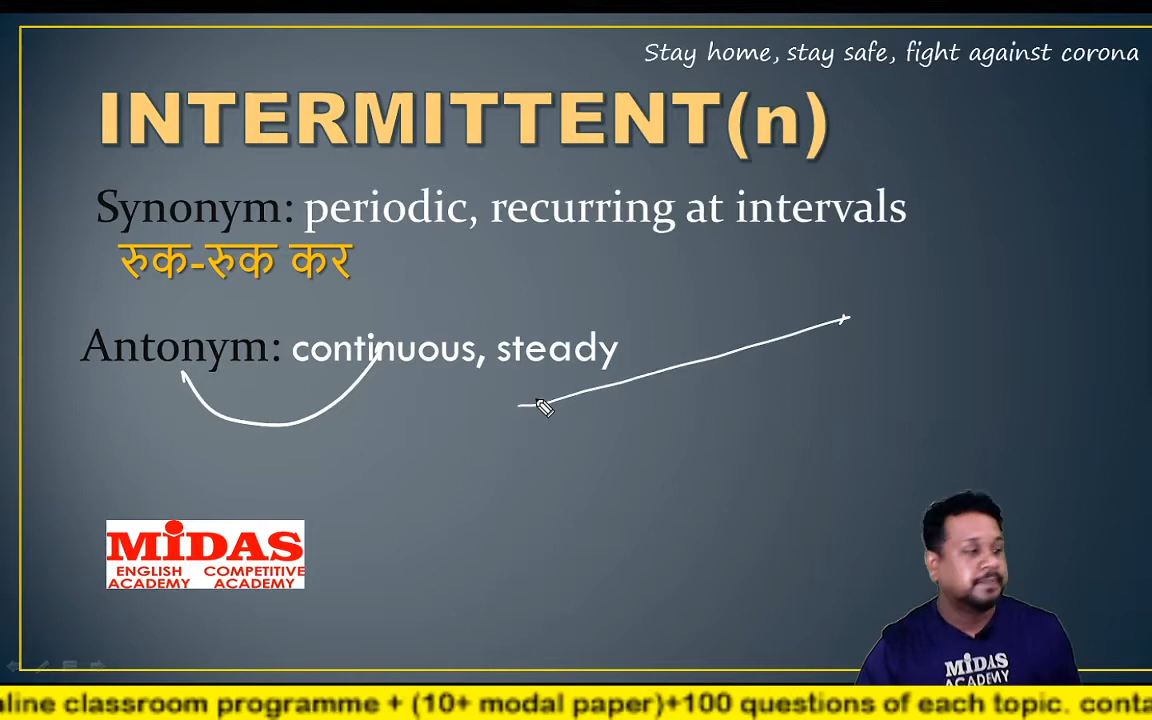 Stay home, stay safe, fight against corona
INTERMITTENT(n)
Synonym: periodic, recurring at intervals
रुक-रुक कर
Antonym: continuous, steady
MiDAS
ENGLISH COMPETITIVE
ACADEMY ACADEMY
MiDAS
ACADEMY
nline classroom programme + (10+ modal paper)+100 questions of each topic. conta